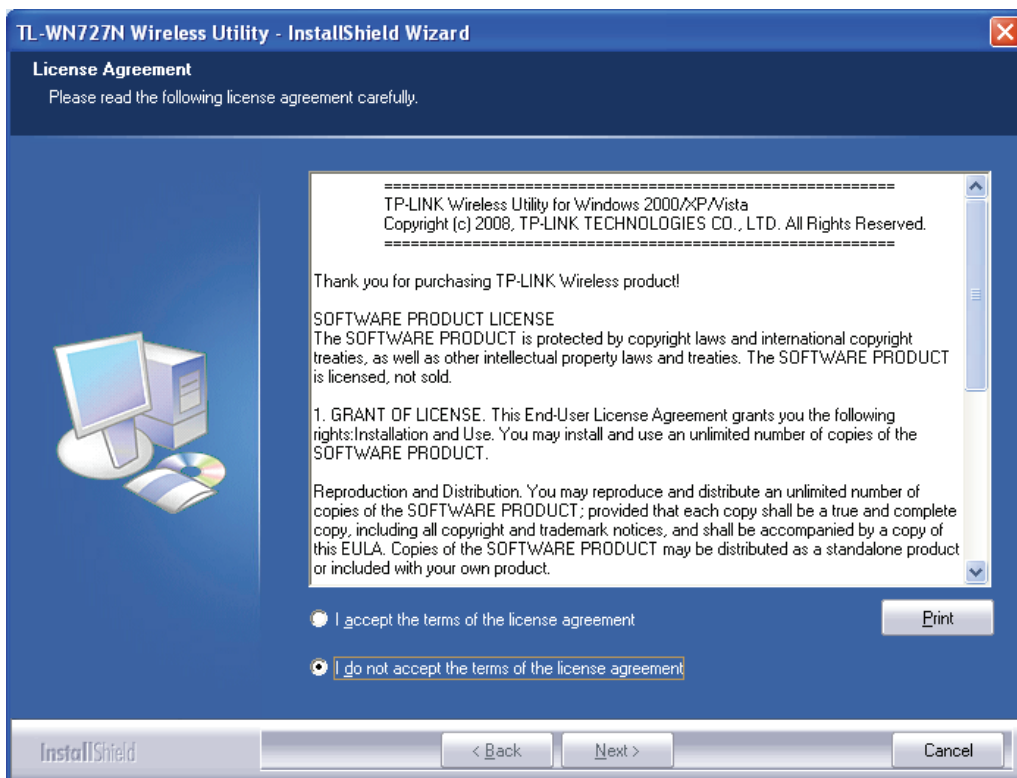 TL-WN727N Wireless Utility - InstallShield Wizard
License Agreement
Please read the following license agreement carefully.
==========================================================
TP-LINK Wireless Utility for Windows 2000/XP/Vista
Copyright (c) 2008, TP-LINK TECHNOLOGIES CO., LTD. All Rights Reserved.
==========================================================
Thank you for purchasing TP-LINK Wireless product!
SOFTWARE PRODUCT LICENSE
The SOFTWARE PRODUCT is protected by copyright laws and international copyright
treaties, as well as other intellectual property laws and treaties. The SOFTWARE PRODUCT
is licensed, not sold.
1. GRANT OF LICENSE. This End-User License Agreement grants you the following
rights:Installation and Use. You may install and use an unlimited number of copies of the
SOFTWARE PRODUCT.
Reproduction and Distribution. You may reproduce and distribute an unlimited number of
copies of the SOFTWARE PRODUCT; provided that each copy shall be a true and complete
copy, including all copyright and trademark notices, and shall be accompanied by a copy of
this EULA. Copies of the SOFTWARE PRODUCT may be distributed as a standalone product
or included with your own product.
I accept the terms of the license agreement
Print
I do not accept the terms of the license agreement
InstallShield
< Back
Next >
Cancel